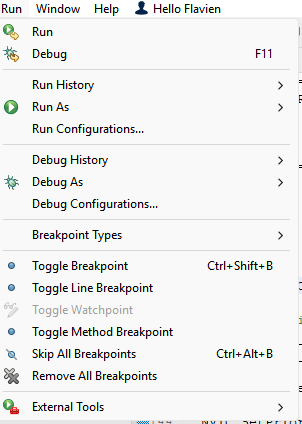 Run Window Help Hello Flavien
Run
Debug F11
Run History
Run As
Run Configurations...
Debug History
Debug As
Debug Configurations...
Breakpoint Types
Toggle Breakpoint Ctrl+Shift+B
Toggle Line Breakpoint
Toggle Watchpoint
Toggle Method Breakpoint
Skip All Breakpoints Ctrl+Alt+B
Remove All Breakpoints
External Tools